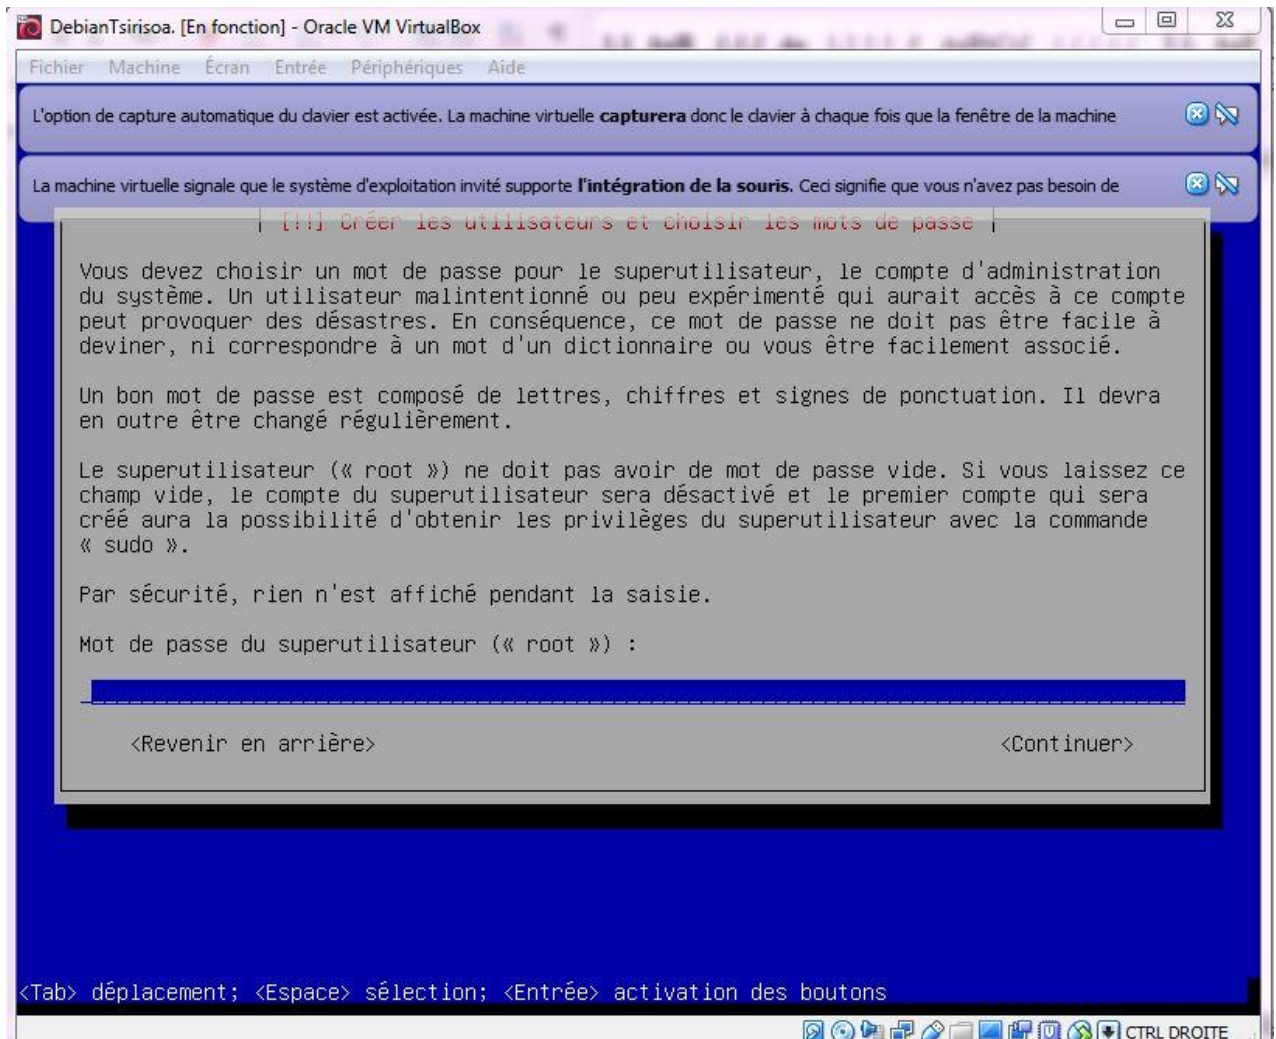 DebianTsirisoa. [En fonction] - Oracle VM VirtualBox
Fichier Machine Écran Entrée Périphériques Aide
L'option de capture automatique du clavier est activée. La machine virtuelle capturera donc le clavier à chaque fois que la fenêtre de la machine
La machine virtuelle signale que le système d'exploitation invité supporte l'intégration de la souris. Ceci signifie que vous n'avez pas besoin de
[!!] Créer les utilisateurs et choisir les mots de passe
Vous devez choisir un mot de passe pour le superutilisateur, le compte d'administration
du système. Un utilisateur malintentionné ou peu expérimenté qui aurait accès à ce compte
peut provoquer des désastres. En conséquence, ce mot de passe ne doit pas être facile à
deviner, ni correspondre à un mot d'un dictionnaire ou vous être facilement associé.
Un bon mot de passe est composé de lettres, chiffres et signes de ponctuation. Il devra
en outre être changé régulièrement.
Le superutilisateur (« root ») ne doit pas avoir de mot de passe vide. Si vous laissez ce
champ vide, le compte du superutilisateur sera désactivé et le premier compte qui sera
créé aura la possibilité d'obtenir les privilèges du superutilisateur avec la commande
« sudo ».
Par sécurité, rien n'est affiché pendant la saisie.
Mot de passe du superutilisateur (« root ») :
<Revenir en arrière> <Continuer>
<Tab> déplacement; <Espace> sélection; <Entrée> activation des boutons
CTRL DROITE